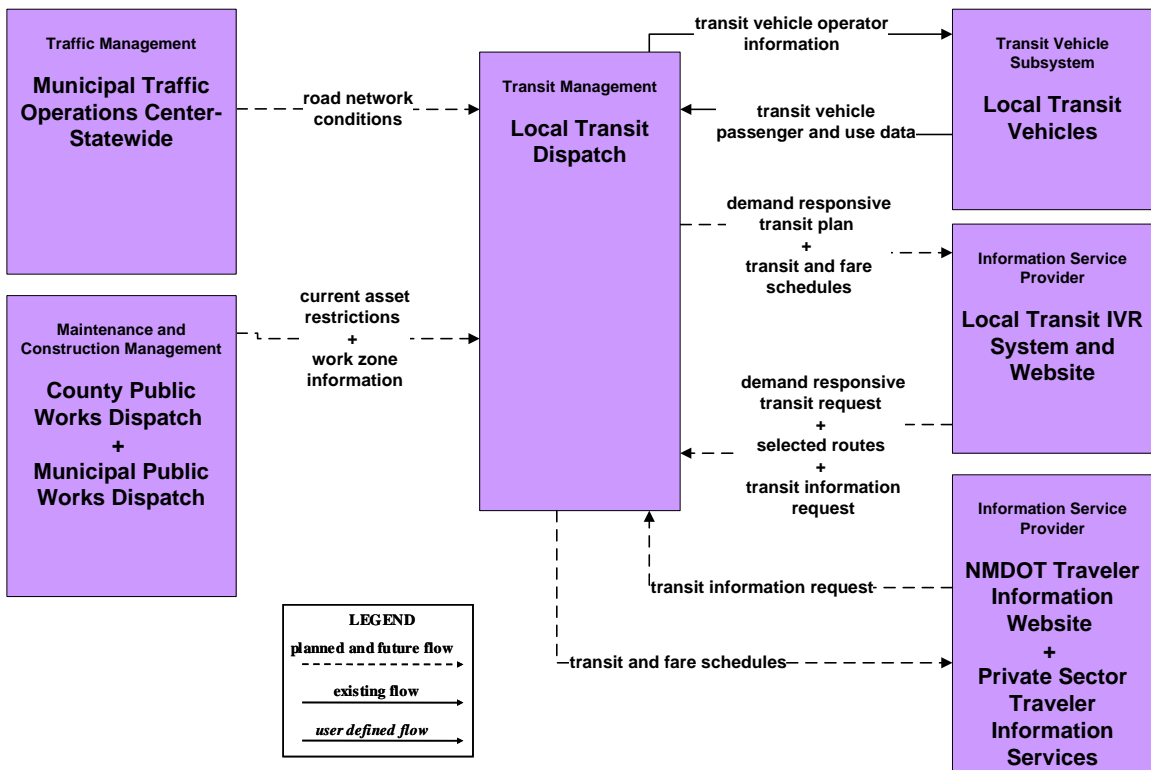 Traffic Management
Municipal Traffic
Operations Center-
Statewide
road network
conditions
Maintenance and
Construction Management
County Public
Works Dispatch
+
Municipal Public
Works Dispatch
current asset
restrictions
+
work zone
information
Transit Management
Local Transit
Dispatch
transit vehicle operator
information
transit vehicle
passenger and use data
Transit Vehicle
Subsystem
Local Transit
Vehicles
demand responsive
transit plan
+
transit and fare
schedules
Information Service
Provider
Local Transit IVR
System and
Website
demand responsive
transit request
+
selected routes
+
transit information
request
Information Service
Provider
NMDOT Traveler
Information
Website
+
Private Sector
Traveler
Information
Services
transit information request
transit and fare schedules
LEGEND
planned and future flow
existing flow
user defined flow